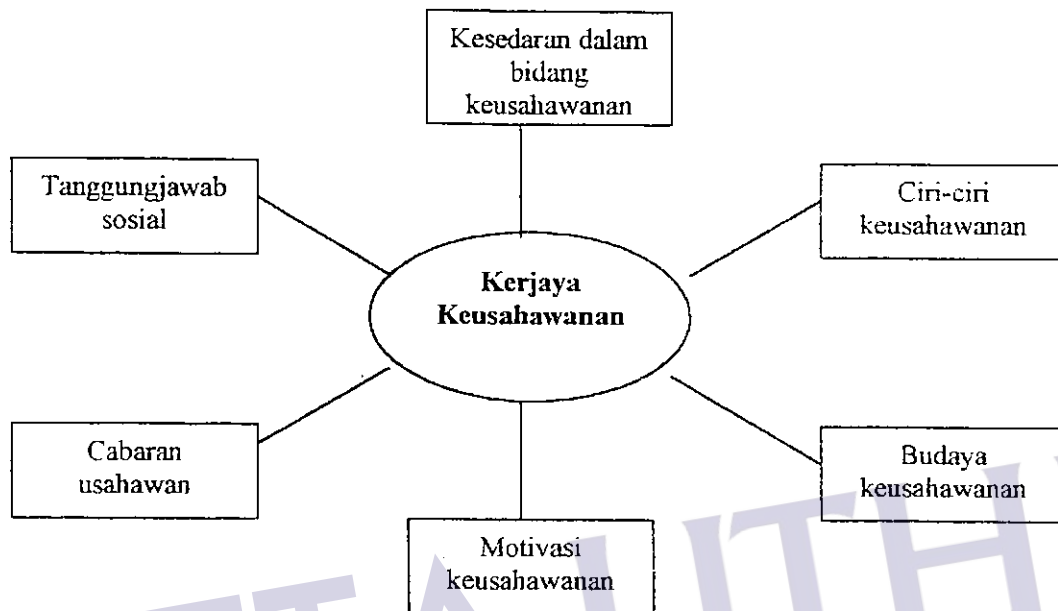 Kesedaran dalam
bidang
keusahawanan
Tanggungjawab
sosial
Ciri-ciri
keusahawanan
Kerjaya
Keusahawanan
Cabaran
usahawan
Budaya
keusahawanan
Motivasi
keusahawanan